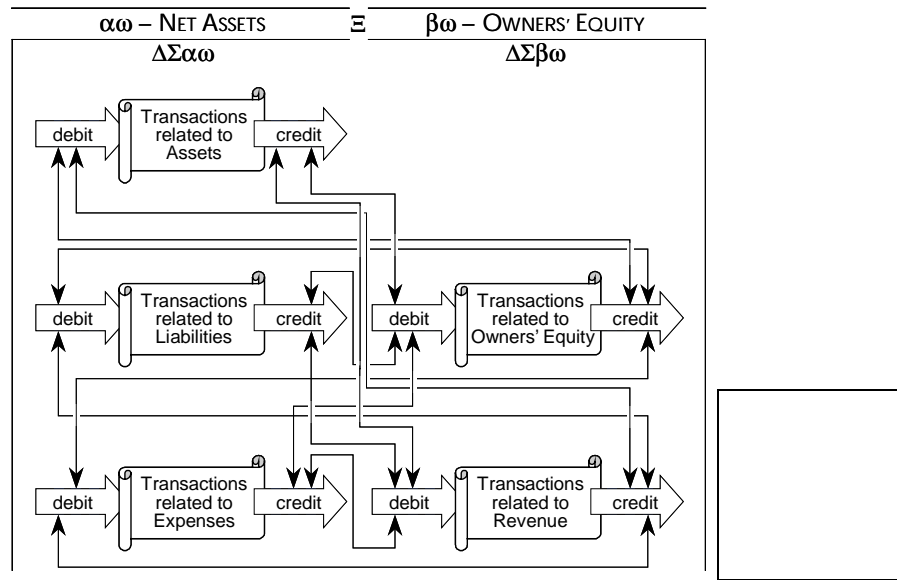 αω – NET ASSETS Ξ βω – OWNERS' EQUITY
ΔΣαω ΔΣβω
debit
Transactions
related to
Assets
credit
debit
Transactions
related to
Liabilities
credit
debit
Transactions
related to
Owners' Equity
credit
debit
Transactions
related to
Expenses
credit
debit
Transactions
related to
Revenue
credit